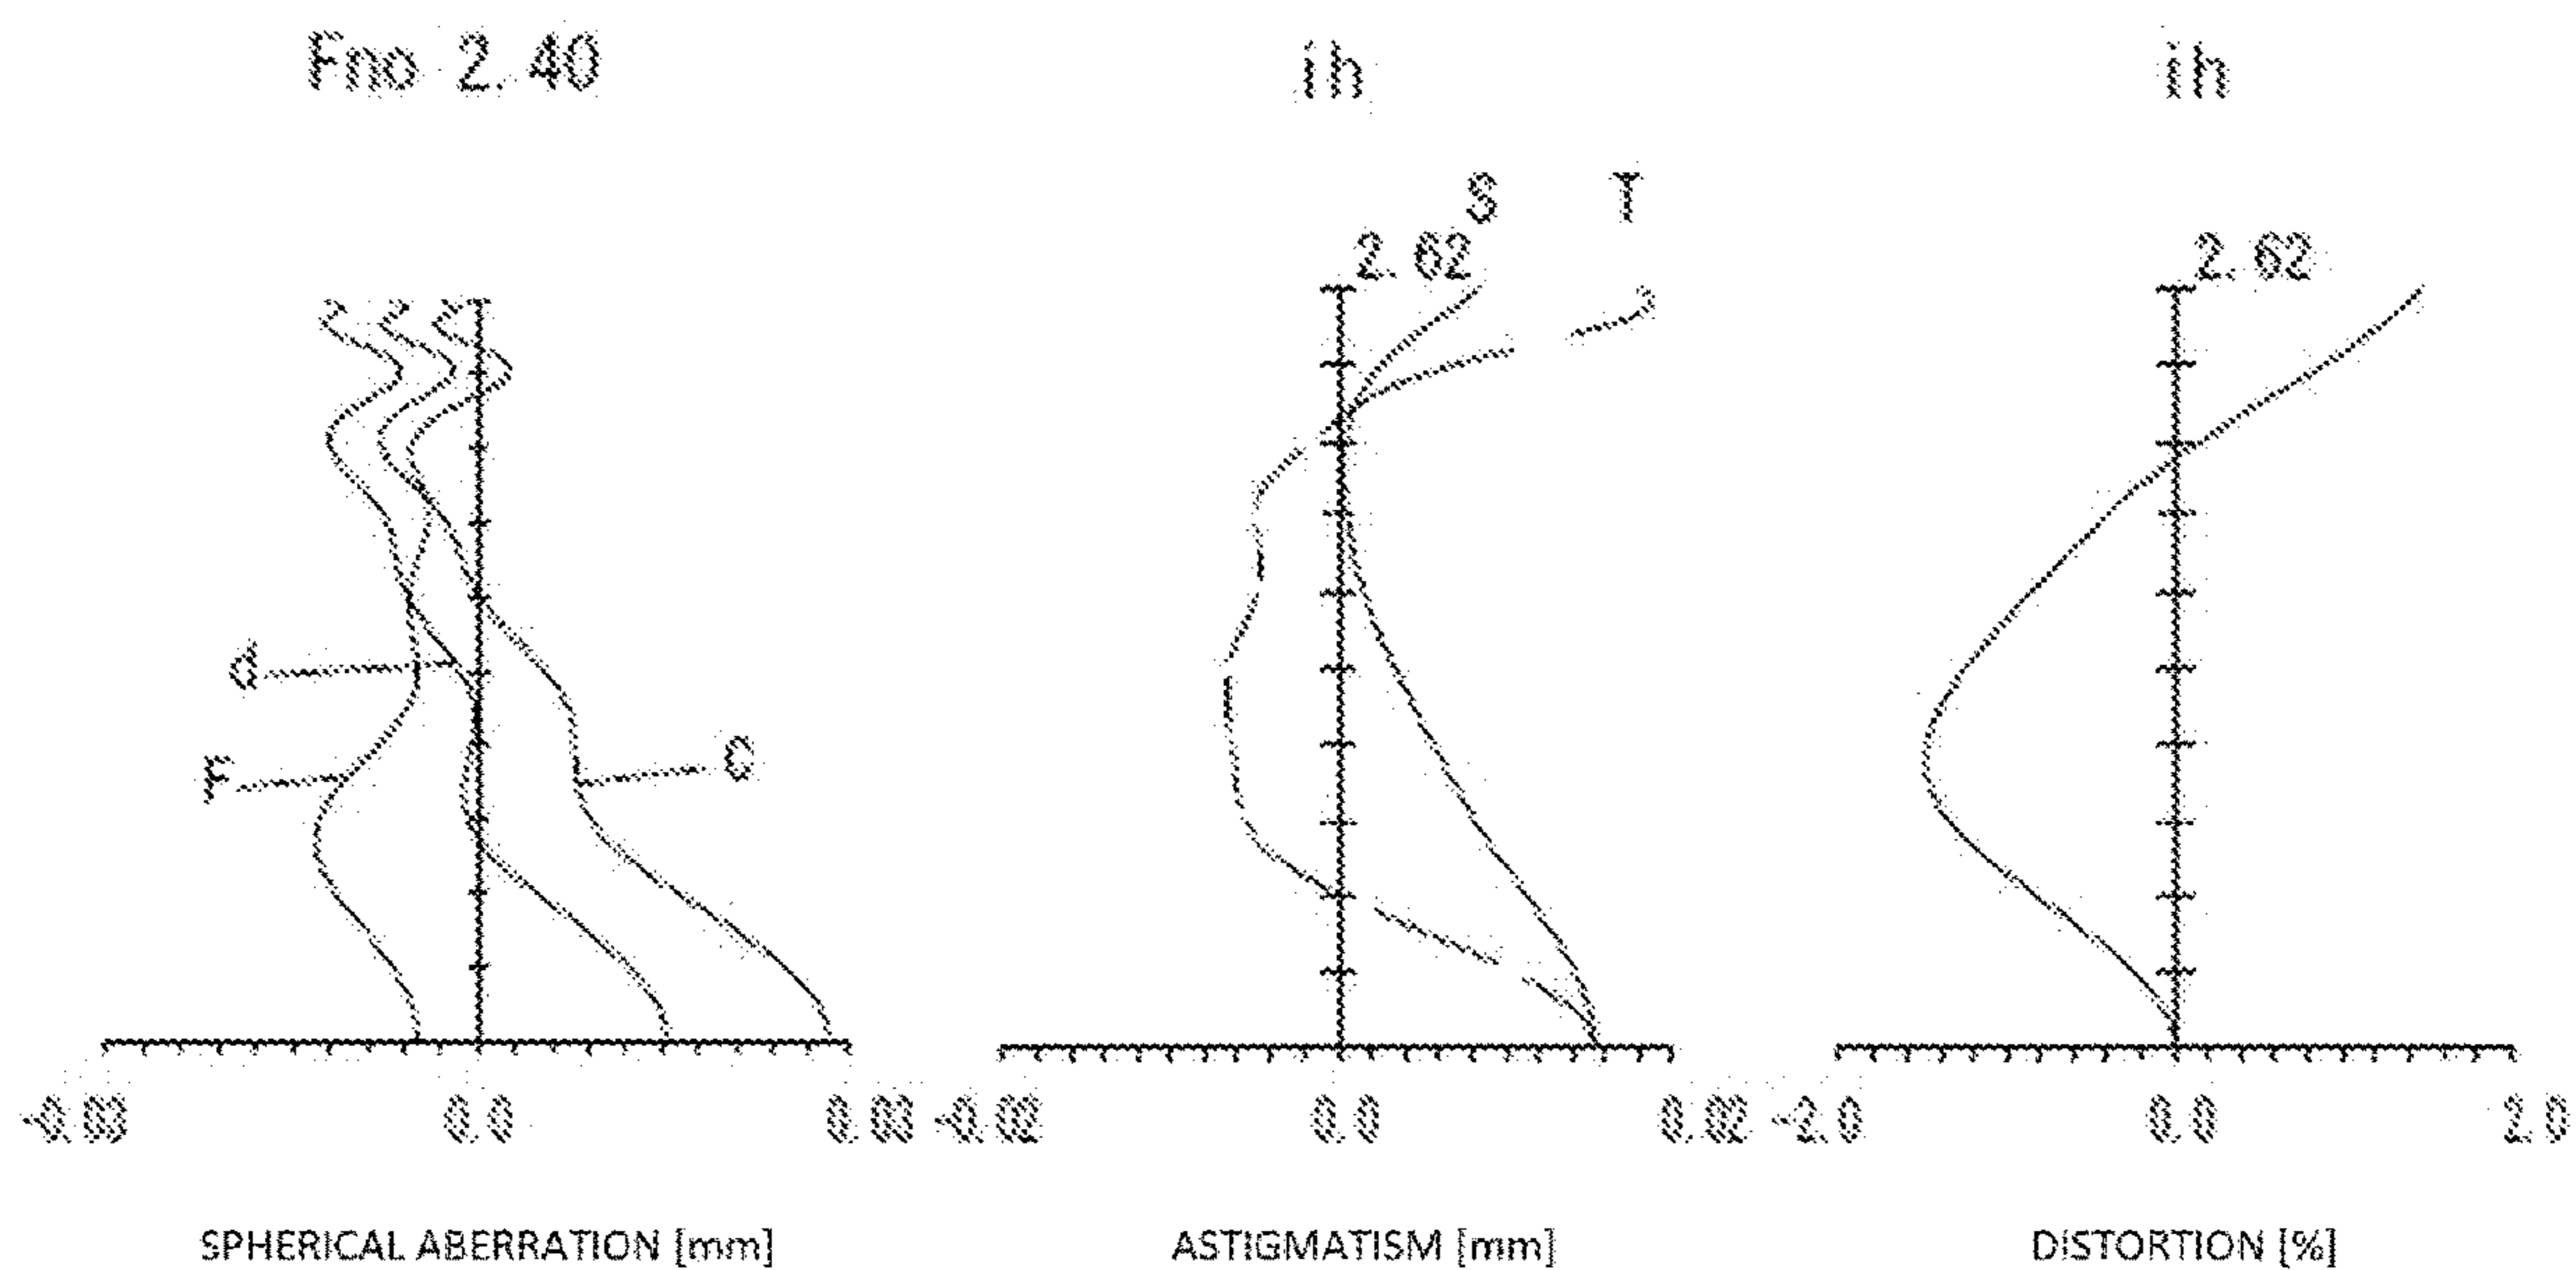 Fno 2.40 ih ih
S T
2.62 2.62
d
F C
-0.03 0.0 0.03 -0.02 0.0 0.02 -2.0 0.0 2.0
SPHERICAL ABERRATION [mm] ASTIGMATISM [mm] DISTORTION [%]